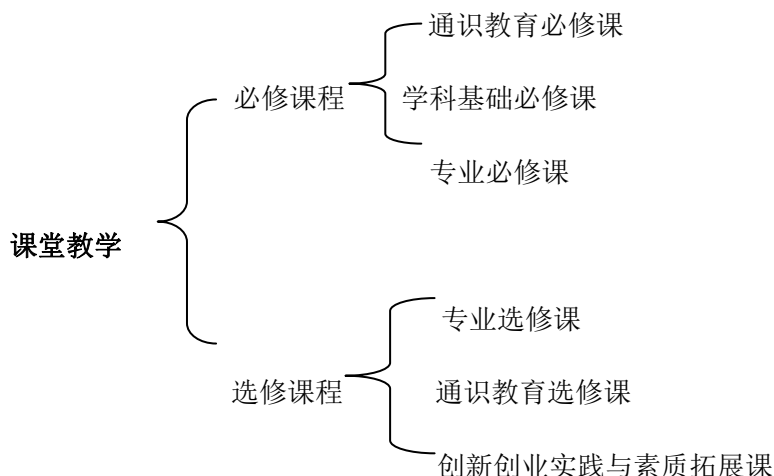 通识教育必修课
必修课程
学科基础必修课
专业必修课
课堂教学
专业选修课
选修课程
通识教育选修课
创新创业实践与素质拓展课